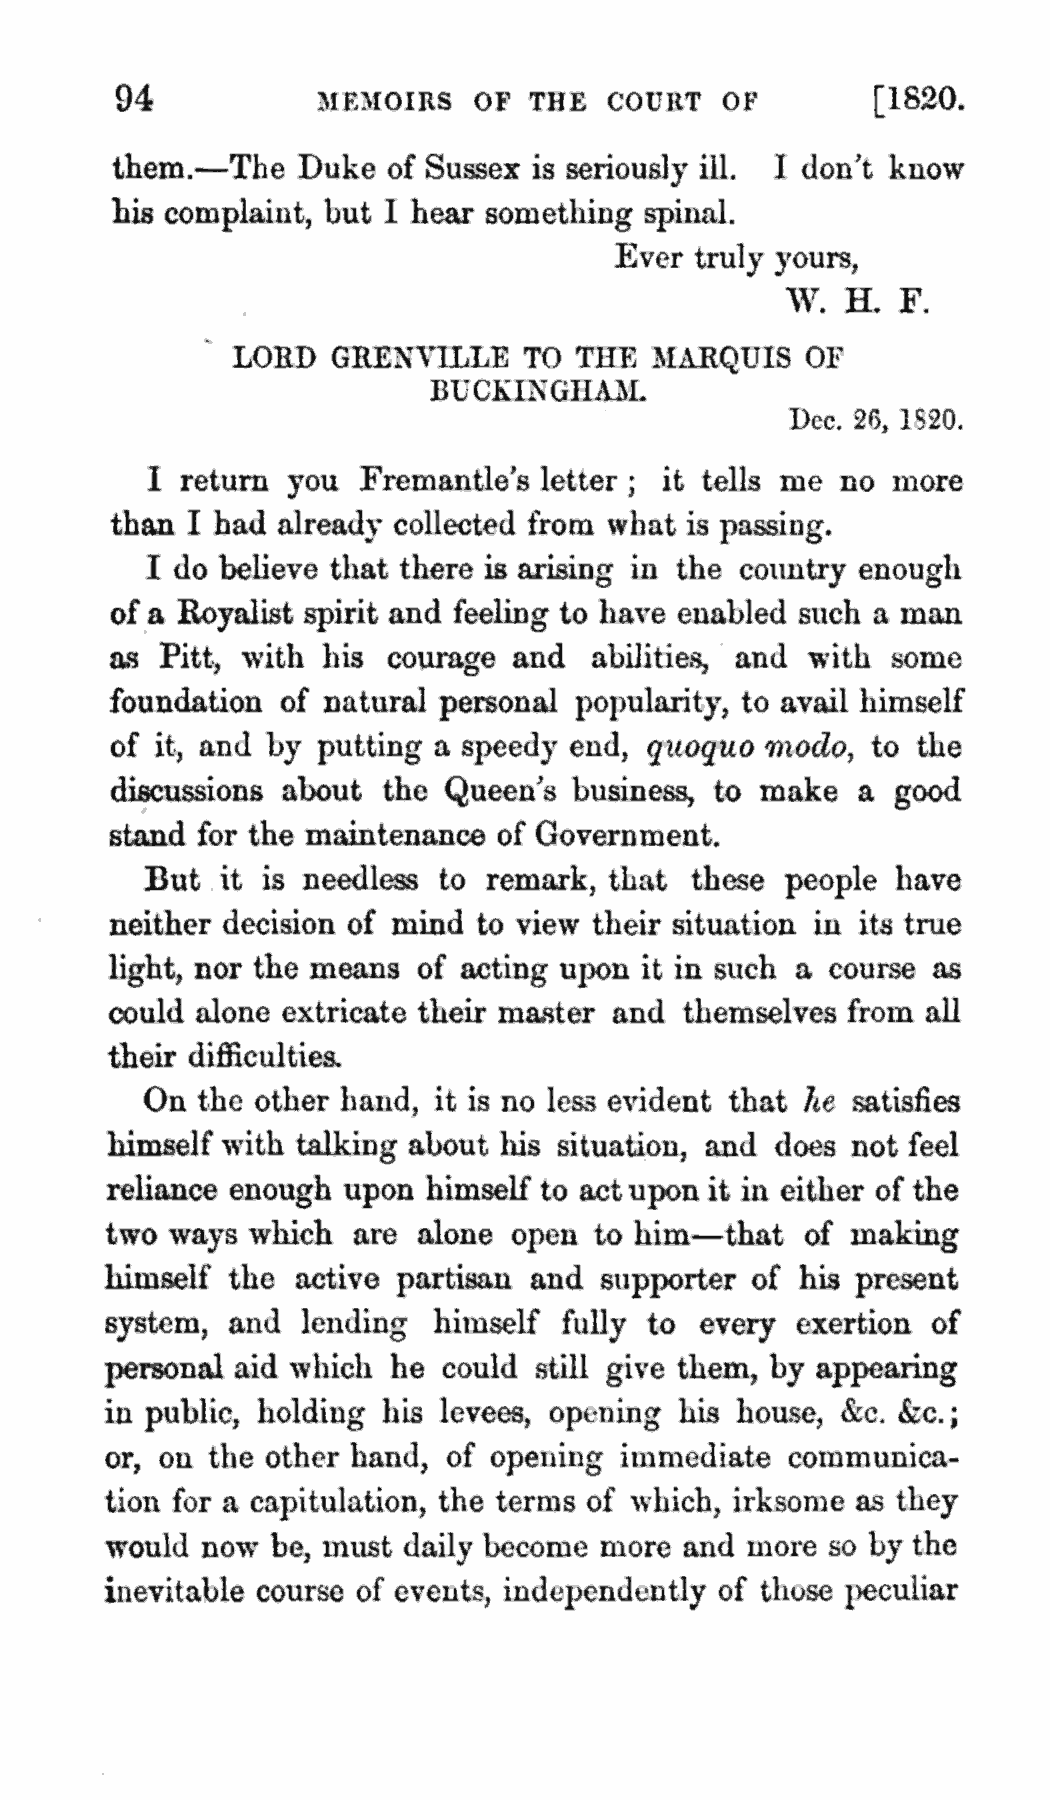 94 MEMOIRS OF THE COURT OF [1820.
them.—The Duke of Sussex is seriously ill. I don't know
his complaint, but I hear something spinal.
Ever truly yours,
W. H. F.
LORD GRENVILLE TO THE MARQUIS OF
BUCKINGHAM.
Dec. 26, 1820.
I return you Fremantle's letter; it tells me no more
than I had already collected from what is passing.
I do believe that there is arising in the country enough
of a Royalist spirit and feeling to have enabled such a man
as Pitt, with his courage and abilities, and with some
foundation of natural personal popularity, to avail himself
of it, and by putting a speedy end, quoquo modo, to the
discussions about the Queen's business, to make a good
stand for the maintenance of Government.
But it is needless to remark, that these people have
neither decision of mind to view their situation in its true
light, nor the means of acting upon it in such a course as
could alone extricate their master and themselves from all
their difficulties.
On the other hand, it is no less evident that he satisfies
himself with talking about his situation, and does not feel
reliance enough upon himself to act upon it in either of the
two ways which are alone open to him—that of making
himself the active partisan and supporter of his present
system, and lending himself fully to every exertion of
personal aid which he could still give them, by appearing
in public, holding his levees, opening his house, &c. &c.;
or, on the other hand, of opening immediate communica-
tion for a capitulation, the terms of which, irksome as they
would now be, must daily become more and more so by the
inevitable course of events, independently of those peculiar